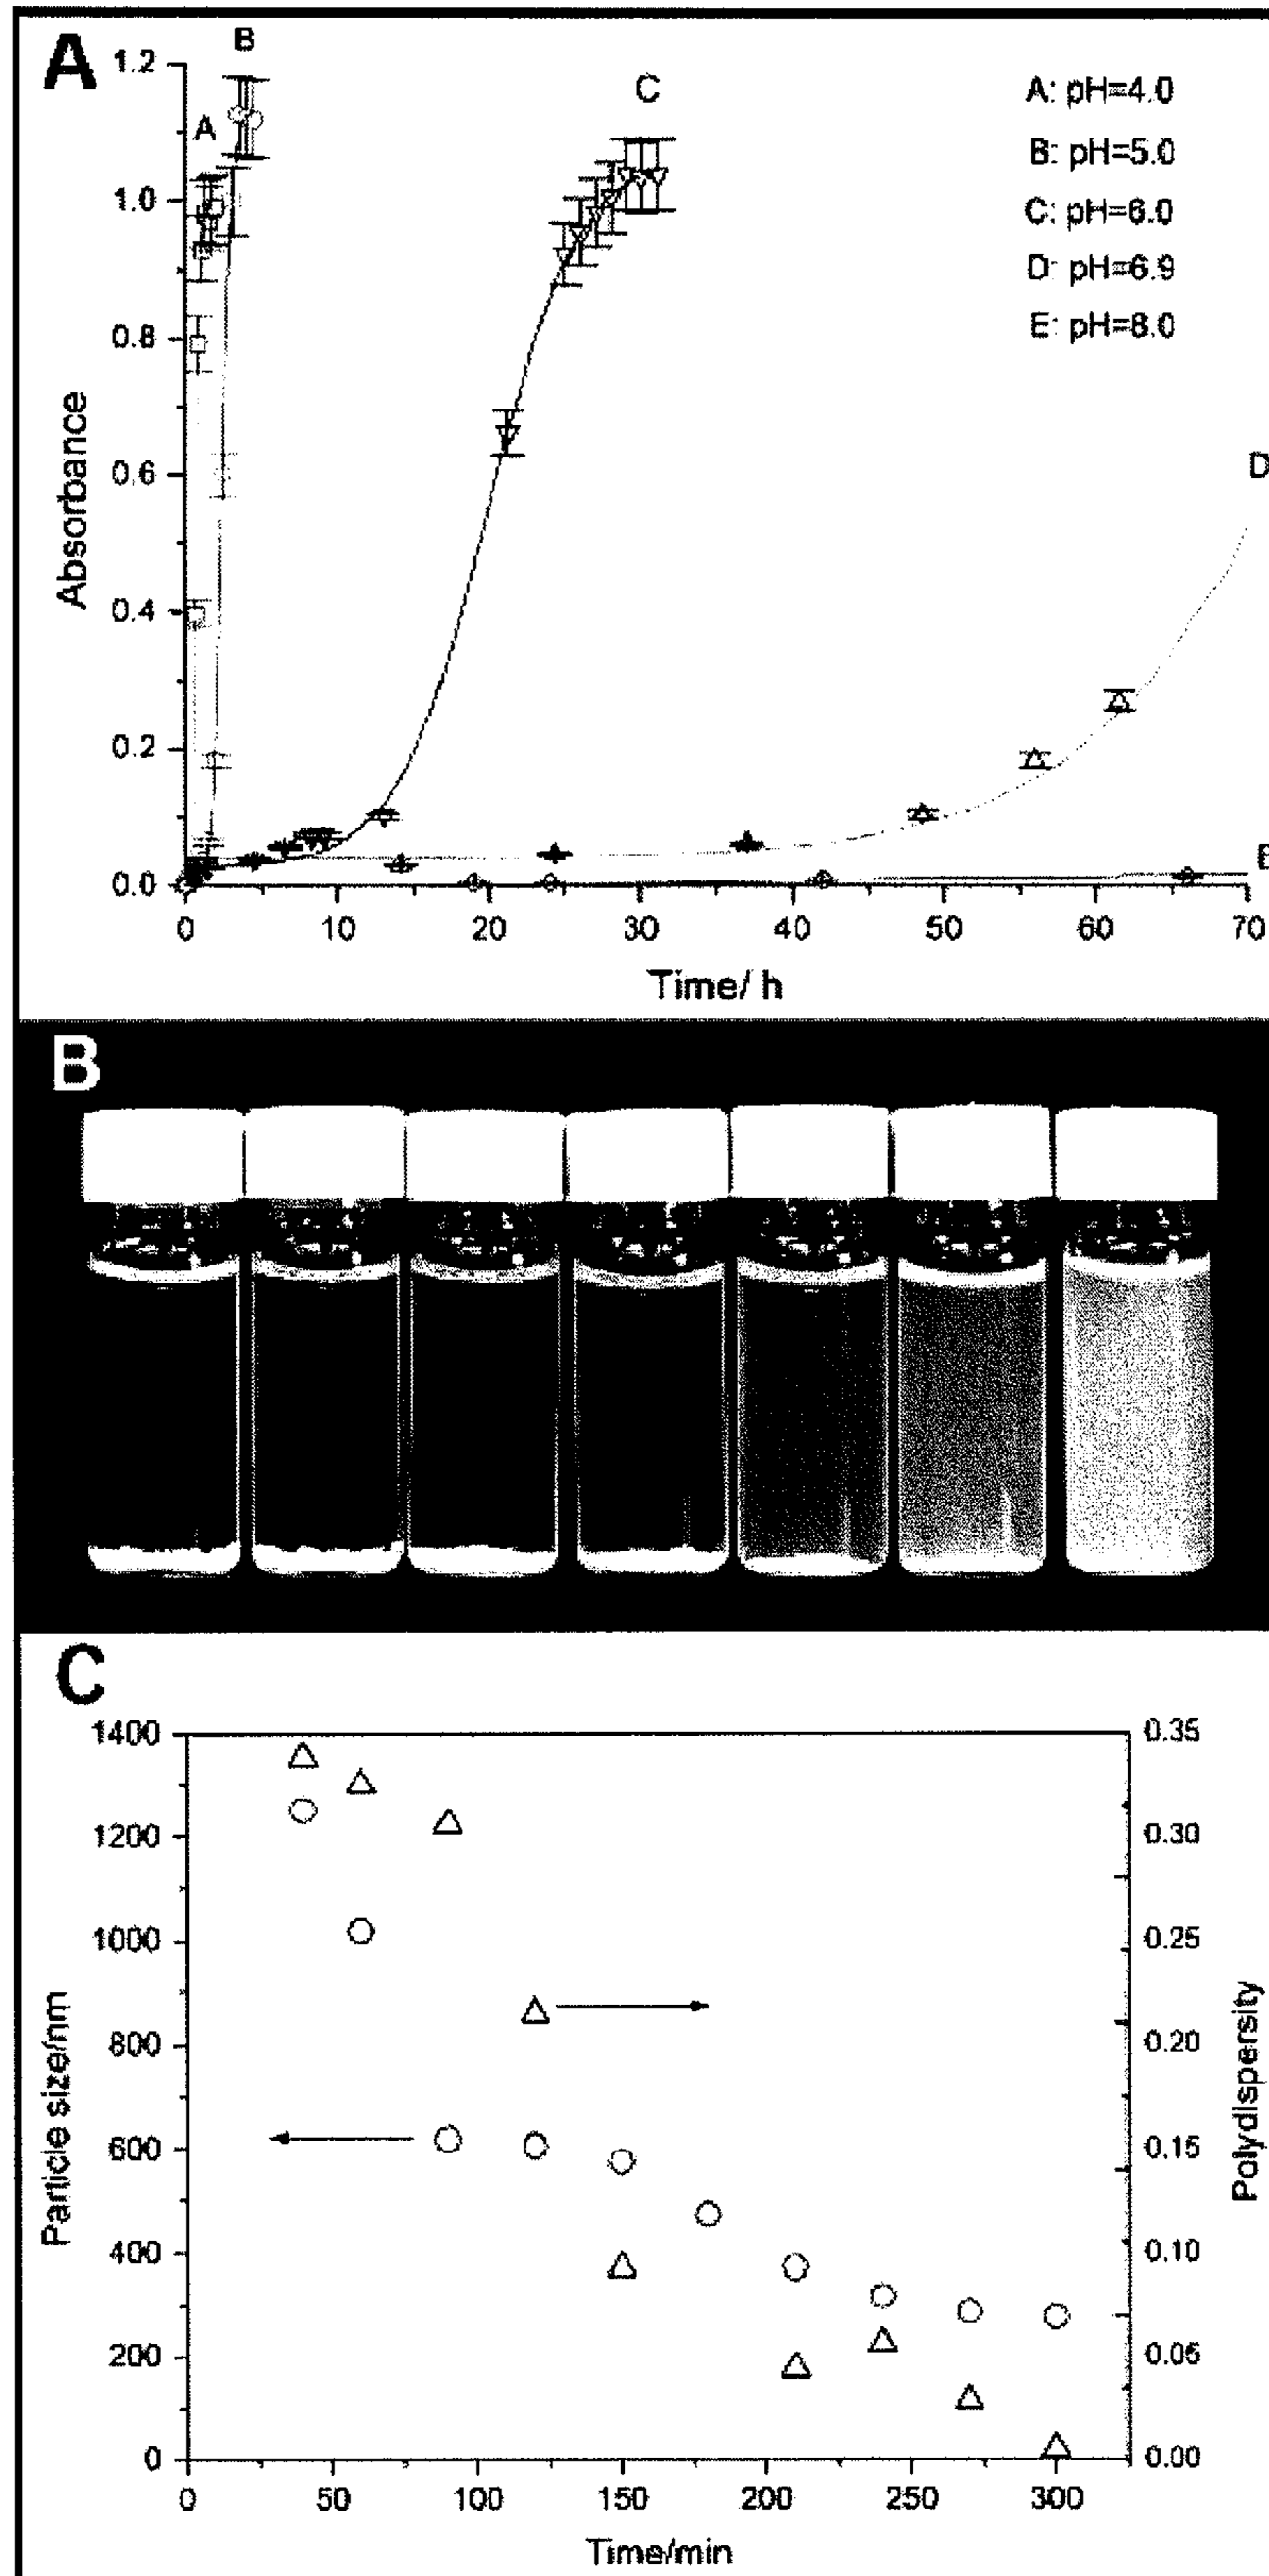 A
B
C
A
A: pH=4.0
B: pH=5.0
C: pH=6.0
D: pH=6.9
E: pH=8.0
D
E
1.2
1.0
0.8
0.6
0.4
0.2
0.0
Absorbance
0 10 20 30 40 50 60 70
Time/ h
B
C
1400
1200
1000
800
600
400
200
0
Particle size/nm
0.35
0.30
0.25
0.20
0.15
0.10
0.05
0.00
Polydispersity
0 50 100 150 200 250 300
Time/min